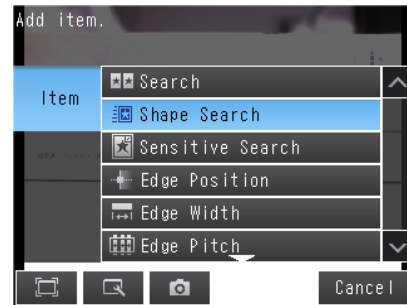 Add item.
Item
Search
Shape Search
Sensitive Search
Edge Position
Edge Width
Edge Pitch
Cancel